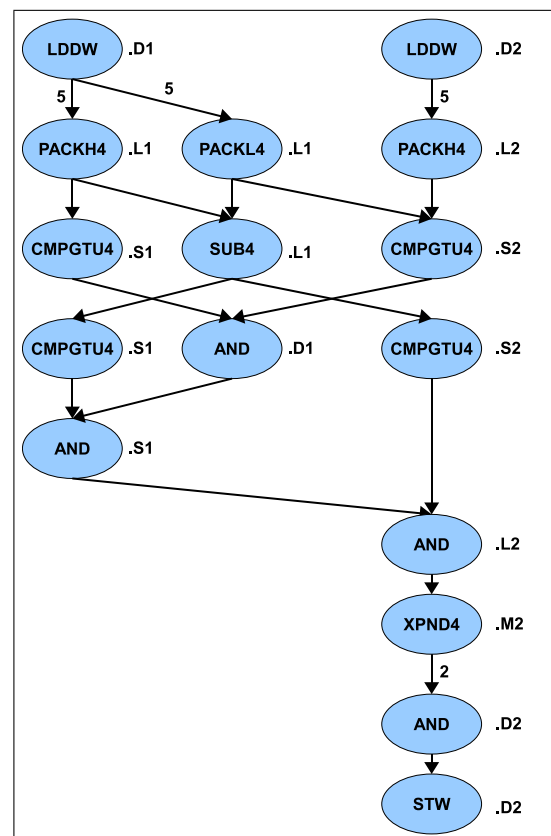 LDDW .D1 LDDW .D2
5 5 5
PACKH4 .L1 PACKL4 .L1 PACKH4 .L2
CMPGTU4 .S1 SUB4 .L1 CMPGTU4 .S2
CMPGTU4 .S1 AND .D1 CMPGTU4 .S2
AND .S1
AND .L2
XPND4 .M2
2
AND .D2
STW .D2